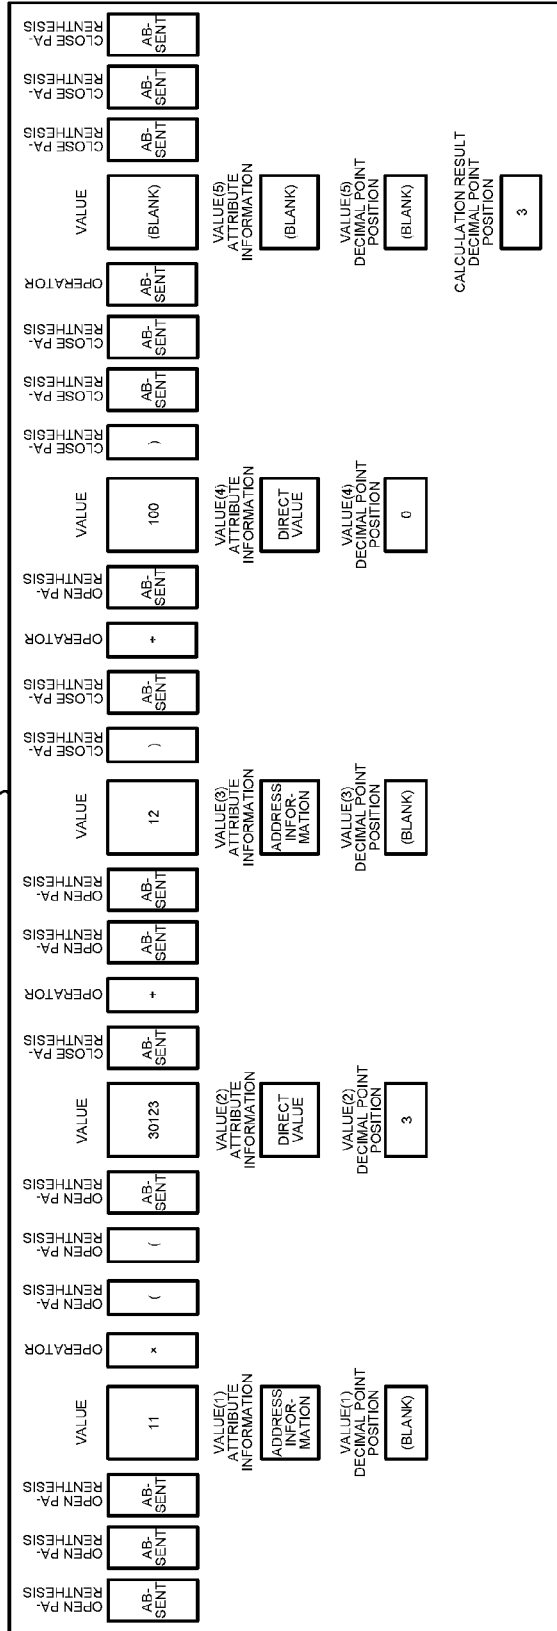 OPEN PA-
RENTHESIS
AB-
SENT
OPEN PA-
RENTHESIS
AB-
SENT
OPEN PA-
RENTHESIS
AB-
SENT
VALUE
11
VALUE(1)
ATTRIBUTE
INFORMATION
ADDRESS
INFOR-
MATION
VALUE(1)
DECIMAL POINT
POSITION
(BLANK)
OPERATOR
×
OPEN PA-
RENTHESIS
(
OPEN PA-
RENTHESIS
(
OPEN PA-
RENTHESIS
AB-
SENT
VALUE
30123
VALUE(2)
ATTRIBUTE
INFORMATION
DIRECT
VALUE
VALUE(2)
DECIMAL POINT
POSITION
3
CLOSE PA-
RENTHESIS
AB-
SENT
OPERATOR
+
OPEN PA-
RENTHESIS
AB-
SENT
OPEN PA-
RENTHESIS
AB-
SENT
VALUE
12
VALUE(3)
ATTRIBUTE
INFORMATION
ADDRESS
INFOR-
MATION
VALUE(3)
DECIMAL POINT
POSITION
(BLANK)
CLOSE PA-
RENTHESIS
)
CLOSE PA-
RENTHESIS
AB-
SENT
OPERATOR
+
OPEN PA-
RENTHESIS
AB-
SENT
VALUE
100
VALUE(4)
ATTRIBUTE
INFORMATION
DIRECT
VALUE
VALUE(4)
DECIMAL POINT
POSITION
0
CLOSE PA-
RENTHESIS
)
CLOSE PA-
RENTHESIS
AB-
SENT
CLOSE PA-
RENTHESIS
AB-
SENT
OPERATOR
AB-
SENT
VALUE
(BLANK)
VALUE(5)
ATTRIBUTE
INFORMATION
(BLANK)
VALUE(5)
DECIMAL POINT
POSITION
(BLANK)
CALCU-LATION RESULT
DECIMAL POINT
POSITION
3
CLOSE PA-
RENTHESIS
AB-
SENT
CLOSE PA-
RENTHESIS
AB-
SENT
CLOSE PA-
RENTHESIS
AB-
SENT